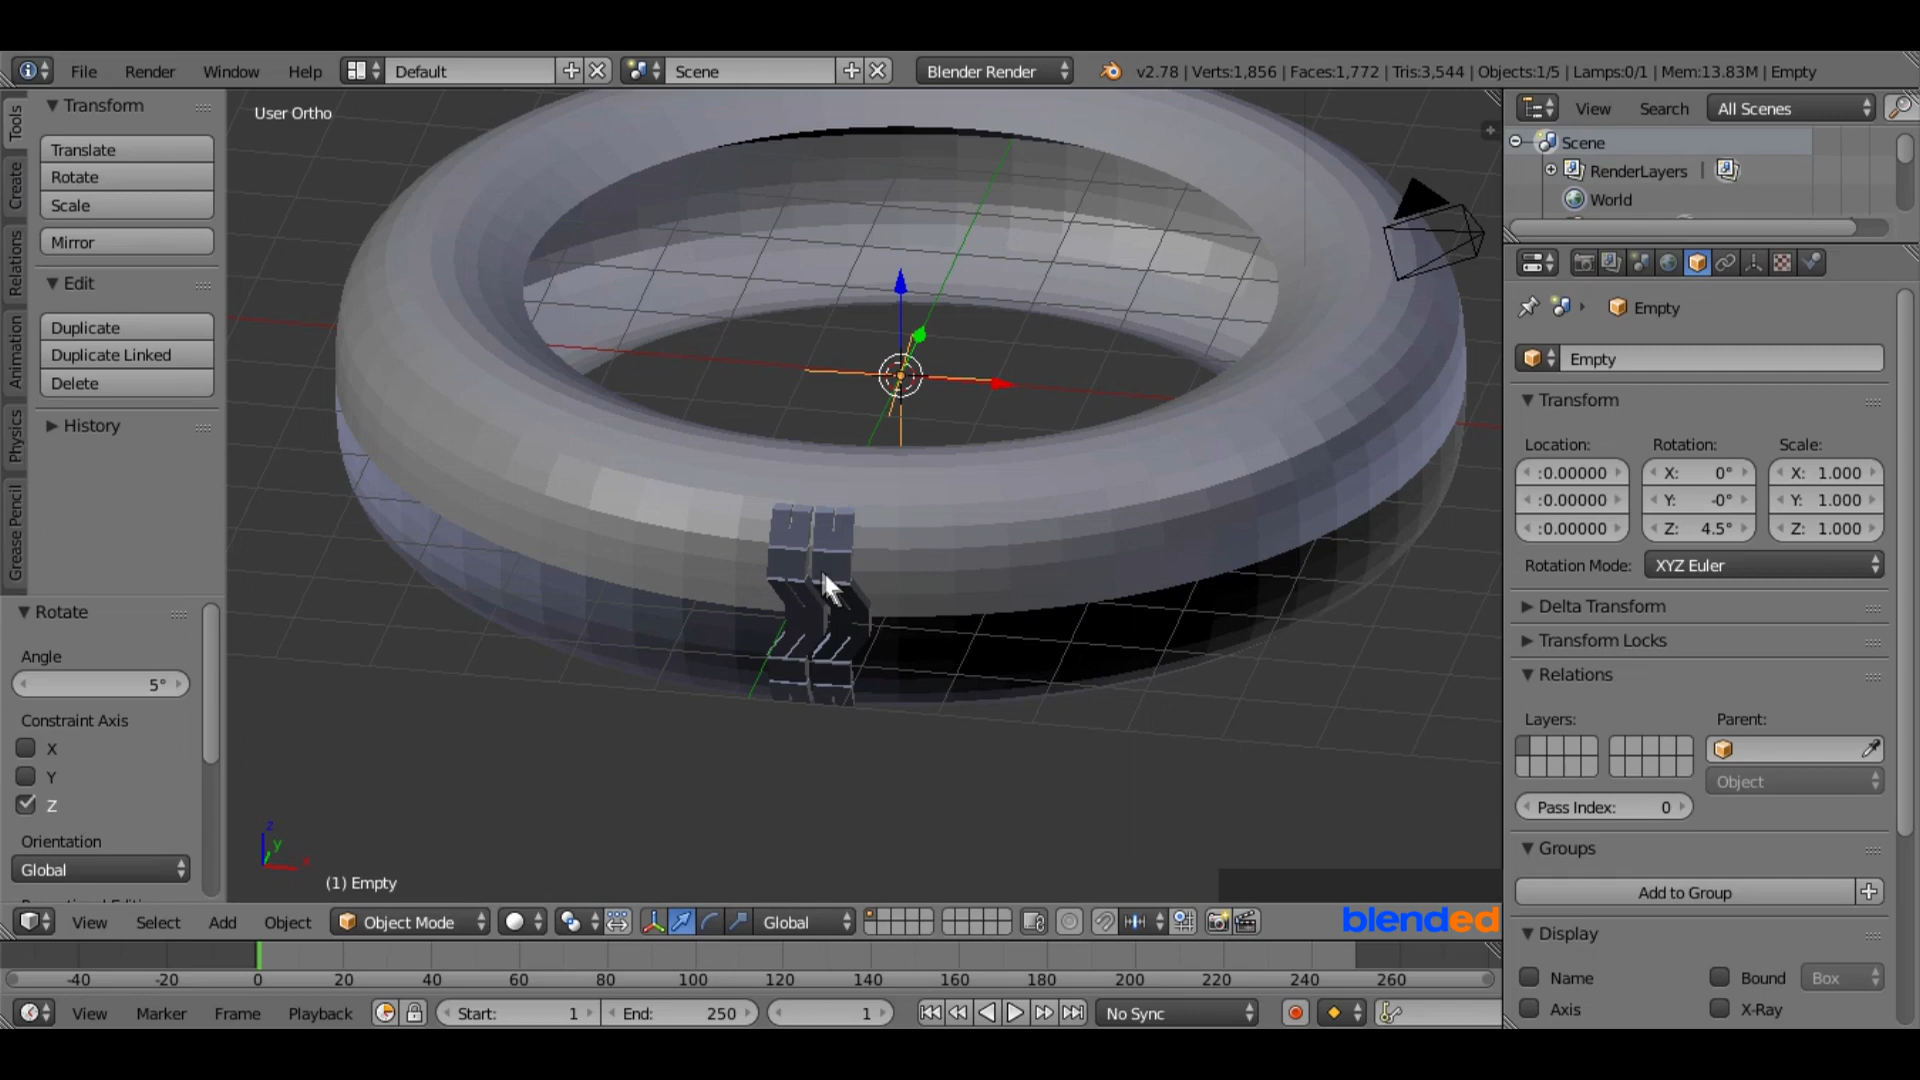 File Render Window Help Default Scene Blender Render v2.78 | Verts:1,856 | Faces:1,772 | Tris:3,544 | Objects:1/5 | Lamps:0/1 | Mem:13.83M | Empty
Tools
Create
Relations
Animation
Physics
Grease Pencil
Transform
Translate
Rotate
Scale
Mirror
Edit
Duplicate
Duplicate Linked
Delete
History
Rotate
Angle
5°
Constraint Axis
X
Y
Z
Orientation
Global
User Ortho
z
y
x
(1) Empty
View Select Add Object Object Mode Global
blended
-40 -20 0 20 40 60 80 100 120 140 160 180 200 220 240 260
View Marker Frame Playback Start: 1 End: 250 1 No Sync
View Search All Scenes
Scene
RenderLayers
World
Empty
Empty
Transform
Location: Rotation: Scale:
:0.00000 X: 0° X: 1.000
:0.00000 Y: -0° Y: 1.000
:0.00000 Z: 4.5° Z: 1.000
Rotation Mode: XYZ Euler
Delta Transform
Transform Locks
Relations
Layers: Parent:
Object
Pass Index: 0
Groups
Add to Group
Display
Name Bound Box
Axis X-Ray